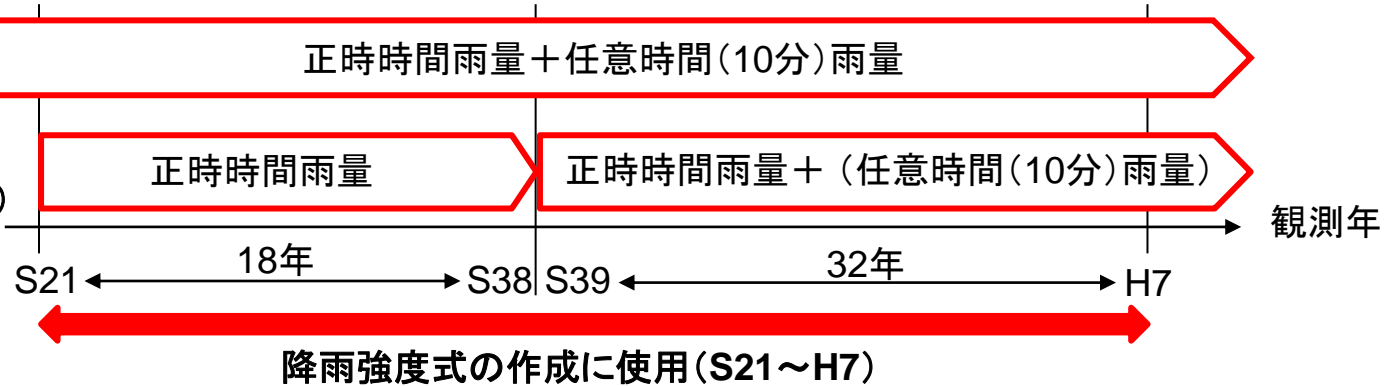 正時時間雨量＋任意時間（10分）雨量
正時時間雨量
正時時間雨量＋（任意時間（10分）雨量）
）
観測年
18年
32年
S21
S38
S39
H7
降雨強度式の作成に使用（S21～H7）